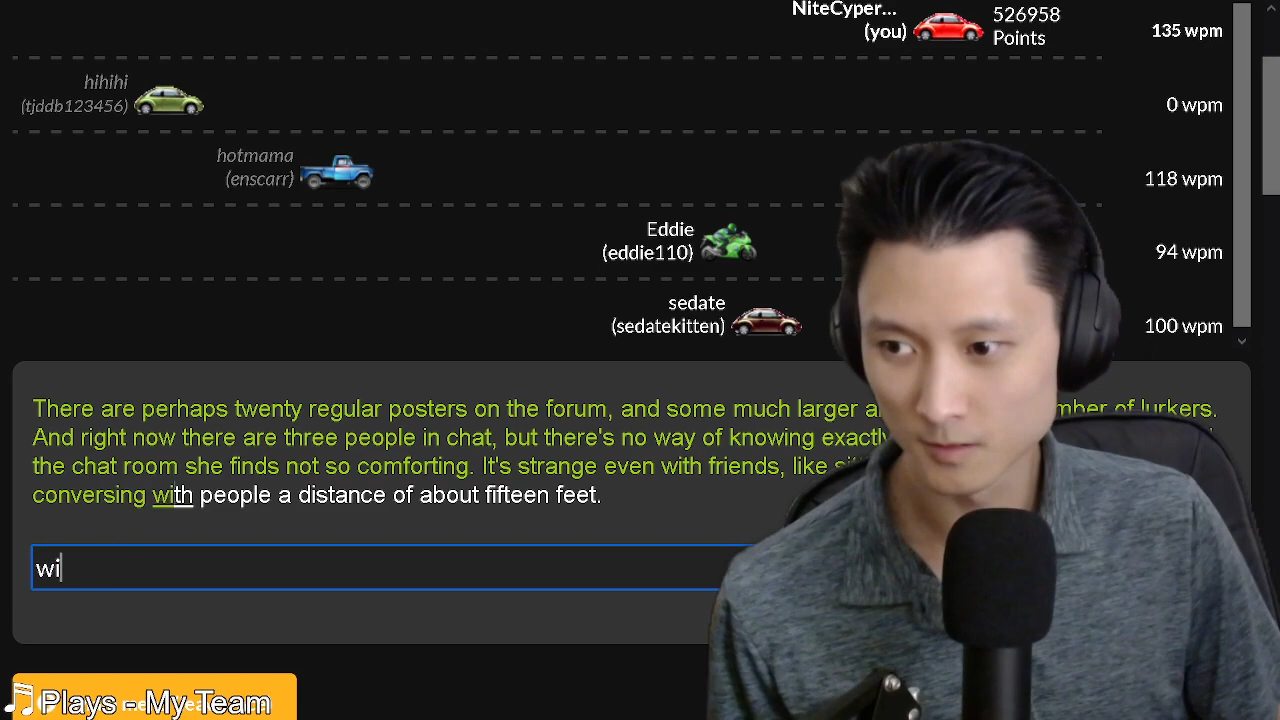 NiteCyper...
(you)
526958
Points
135 wpm
hihihi
(tjddb123456)
0 wpm
hotmama
(enscarr)
118 wpm
Eddie
(eddie110)
94 wpm
sedate
(sedatekitten)
100 wpm
There are perhaps twenty regular posters on the forum, and some much larger of lurkers.
And right now there are three people in chat, but there's no way of knowing
the chat room she finds not so comforting. It's strange even with friends, like
conversing with people a distance of about fifteen feet.
wi
Plays - My Team